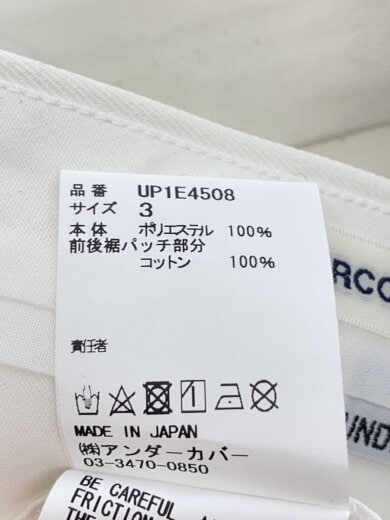 品番 UP1E4508
サイズ 3
本体 ポリエステル 100%
前後裾パッチ部分
コットン 100%
責任者
MADE IN JAPAN
㈱アンダーカバー
03-3470-0850
BE CAREFUL
FRICTION
THE
RCO
UND